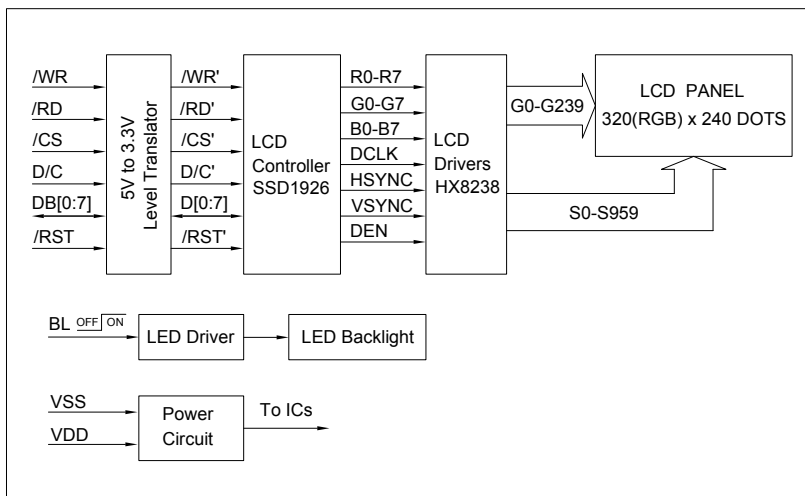 /WR
/RD
/CS
D/C
DB[0:7]
/RST
5V to 3.3V
Level Translator
/WR'
/RD'
/CS'
D/C'
D[0:7]
/RST'
LCD
Controller
SSD1926
R0-R7
G0-G7
B0-B7
DCLK
HSYNC
VSYNC
DEN
LCD
Drivers
HX8238
G0-G239
S0-S959
LCD PANEL
320(RGB) x 240 DOTS
BL OFF ON
LED Driver
LED Backlight
VSS
VDD
Power
Circuit
To ICs